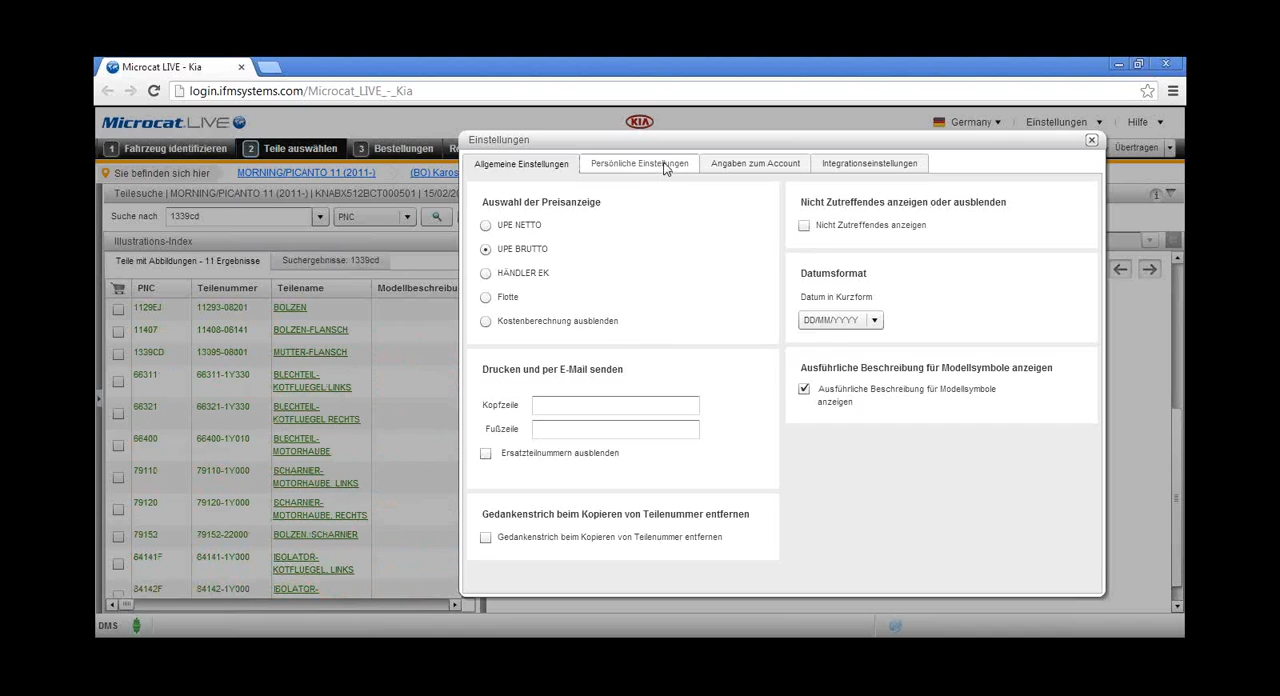 Microcat LIVE - Kia
login.ifmsystems.com/Microcat_LIVE_-_Kia
Microcat.LIVE
KIA
Germany
Einstellungen
Hilfe
1 Fahrzeug identifizieren
2 Teile auswählen
3 Bestellungen
Übertragen
Sie befinden sich hier
MORNING/PICANTO 11 (2011-)
(BO) Karos
Teilesuche | MORNING/PICANTO 11 (2011-) | KNABX512BCT000501 | 15/02/20
Suche nach
1339cd
PNC
Illustrations-Index
Teile mit Abbildungen - 11 Ergebnisse
Suchergebnisse: 1339cd
PNC Teilenummer Teilename Modellbeschreibu
1129EJ 11293-08201 BOLZEN
11407 11408-06141 BOLZEN-FLANSCH
1339CD 13395-08001 MUTTER-FLANSCH
66311 66311-1Y330 BLECHTEIL-
KOTFLUEGEL LINKS
66321 66321-1Y330 BLECHTEIL-
KOTFLUEGEL RECHTS
66400 66400-1Y010 BLECHTEIL-
MOTORHAUBE
79110 79110-1Y000 SCHARNIER-
MOTORHAUBE, LINKS
79120 79120-1Y000 SCHARNIER-
MOTORHAUBE, RECHTS
79152 79152-22000 BOLZEN, SCHARNIER
84141F 84141-1Y000 ISOLATOR-
KOTFLUEGEL, LINKS
84142F 84142-1Y000 ISOLATOR-
DMS
Einstellungen
Allgemeine Einstellungen
Persönliche Einstellungen
Angaben zum Account
Integrationseinstellungen
Auswahl der Preisanzeige
UPE NETTO
UPE BRUTTO
HÄNDLER EK
Flotte
Kostenberechnung ausblenden
Drucken und per E-Mail senden
Kopfzeile
Fußzeile
Ersatzteilnummern ausblenden
Gedankenstrich beim Kopieren von Teilenummer entfernen
Gedankenstrich beim Kopieren von Teilenummer entfernen
Nicht Zutreffendes anzeigen oder ausblenden
Nicht Zutreffendes anzeigen
Datumsformat
Datum in Kurzform
DD/MM/YYYY
Ausführliche Beschreibung für Modellsymbole anzeigen
Ausführliche Beschreibung für Modellsymbole
anzeigen